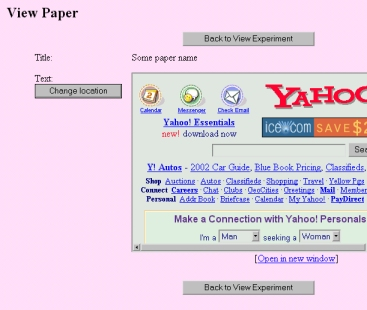 View Paper
Back to View Experiment
Title: Some paper name
Text:
Change location
Calendar Messenger Check Email
YAHOO
Yahoo! Essentials
new! download now
ice.com SAVE $2
Sea
Y! Autos - 2002 Car Guide, Blue Book Pricing, Classifieds,
Shop Auctions · Autos · Classifieds · Shopping · Travel · Yellow Pgs
Connect Careers · Chat · Clubs · GeoCities · Greetings · Mail · Member
Personal Addr Book · Briefcase · Calendar · My Yahoo! · PayDirect
Make a Connection with Yahoo! Personals
I'm a Man seeking a Woman
[Open in new window]
Back to View Experiment